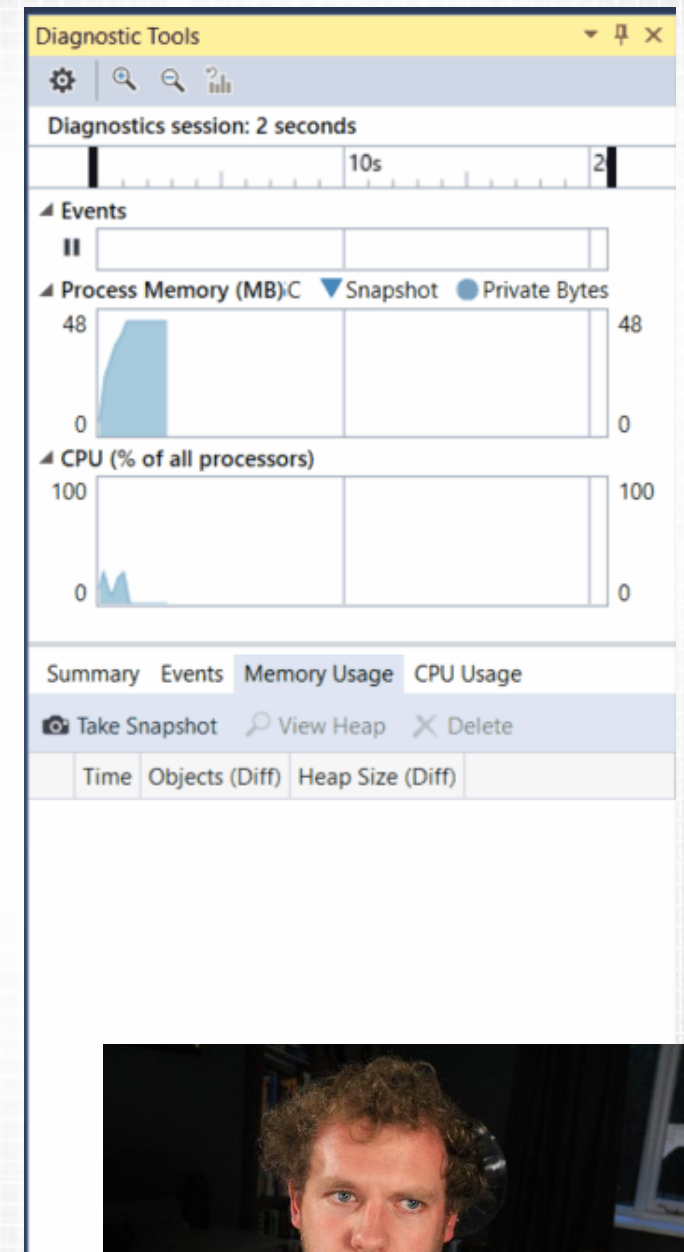 Diagnostic Tools
Diagnostics session: 2 seconds
10s 2
Events
Process Memory (MB) C Snapshot Private Bytes
48 48
0 0
CPU (% of all processors)
100 100
0 0
Summary Events Memory Usage CPU Usage
Take Snapshot View Heap Delete
Time Objects (Diff) Heap Size (Diff)